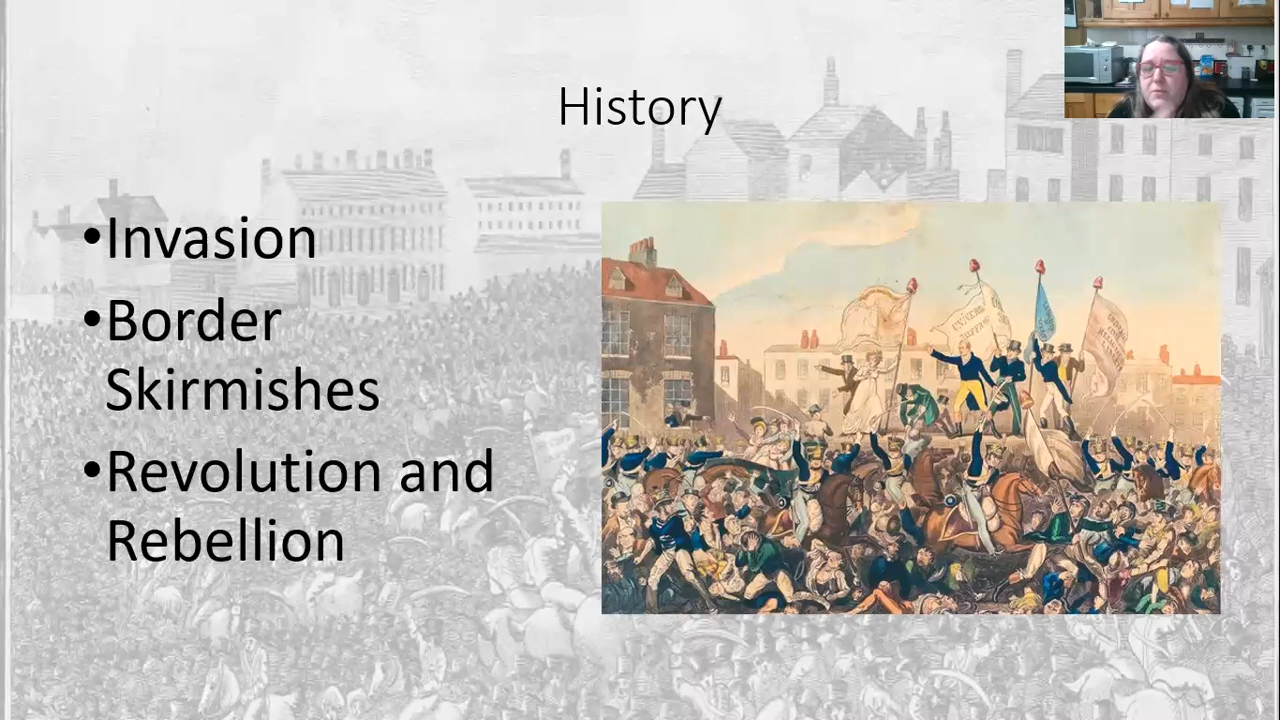 History
•Invasion
•Border
Skirmishes
•Revolution and
Rebellion